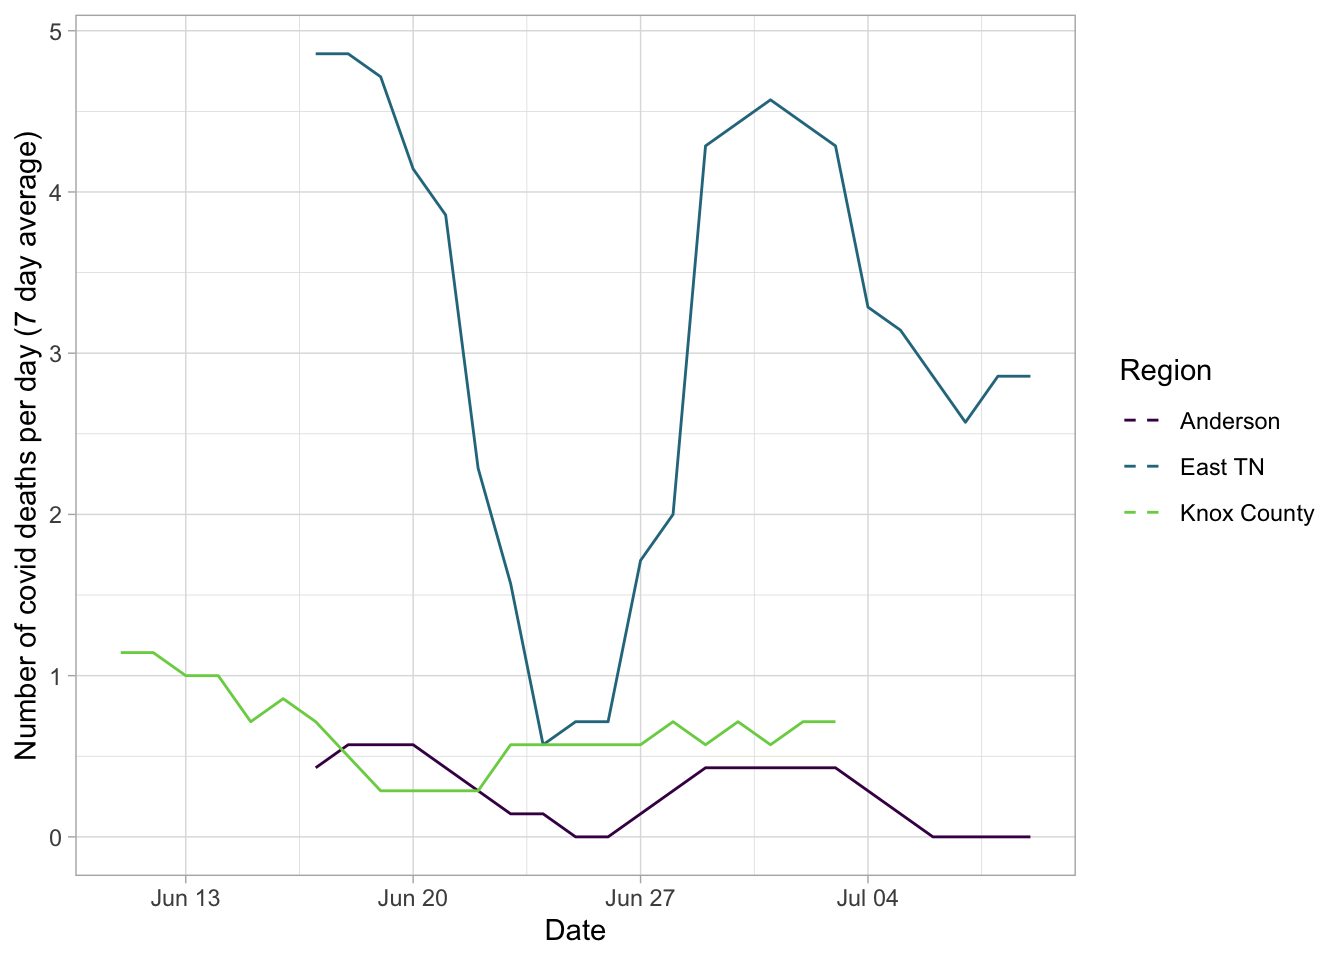 Number of covid deaths per day (7 day average)
5
4
3
2
1
0
Jun 13
Jun 20
Jun 27
Jul 04
Date
Region
Anderson
East TN
Knox County